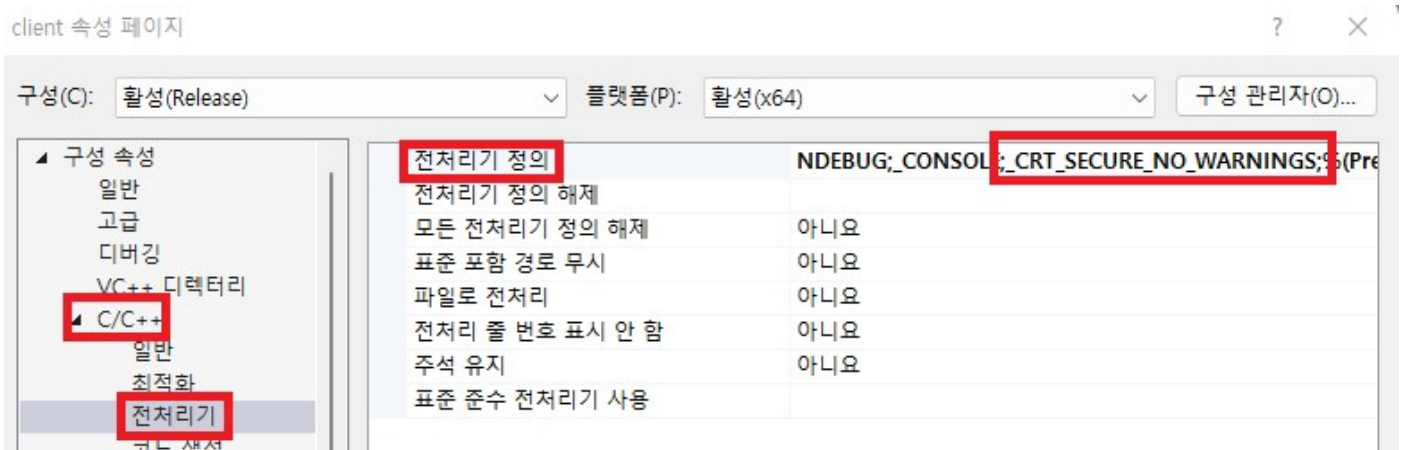 client 속성 페이지 ? ×
구성(C): 활성(Release) 플랫폼(P): 활성(x64) 구성 관리자(O)...
구성 속성
일반
고급
디버깅
VC++ 디렉터리
C/C++
일반
최적화
전처리기
코드 생성
전처리기 정의 NDEBUG;_CONSOLE;_CRT_SECURE_NO_WARNINGS;%(Pre
전처리기 정의 해제
모든 전처리기 정의 해제 아니요
표준 포함 경로 무시 아니요
파일로 전처리 아니요
전처리 줄 번호 표시 안 함 아니요
주석 유지 아니요
표준 준수 전처리기 사용